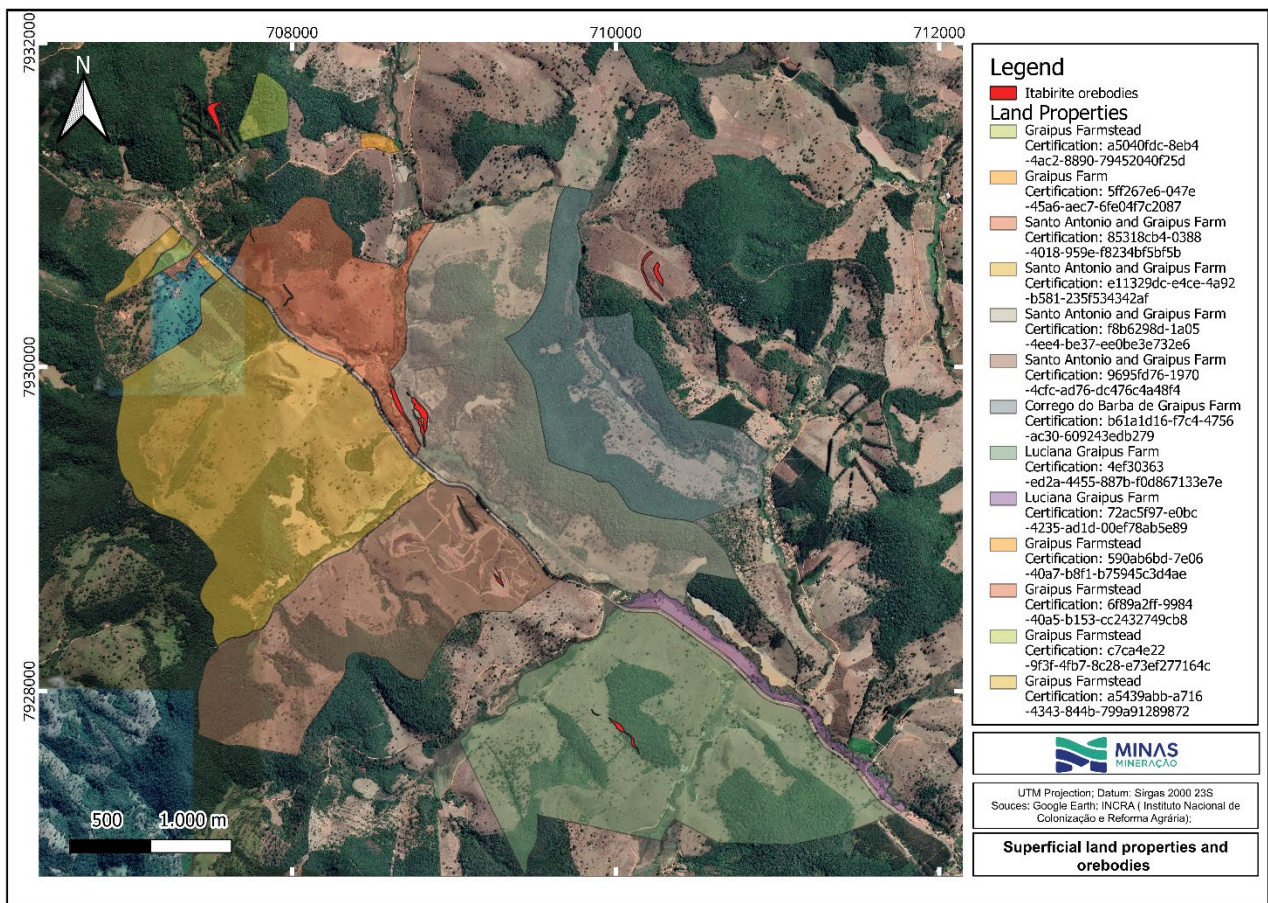 708000
710000
712000
7932000
7930000
7928000
N
500
1.000 m
Legend
Itabirite orebodies
Land Properties
Graipus Farmstead
Certification: a5040fdc-8eb4
-4ac2-8890-79452040f25d
Graipus Farm
Certification: 5ff267e6-047e
-45a6-aec7-6fe04f7c2087
Santo Antonio and Graipus Farm
Certification: 85318cb4-0388
-4018-959e-f8234bf5bf5b
Santo Antonio and Graipus Farm
Certification: e11329dc-e4ce-4a92
-b581-235f534342af
Santo Antonio and Graipus Farm
Certification: f8b6298d-1a05
-4ee4-be37-ee0be3e732e6
Santo Antonio and Graipus Farm
Certification: 9695fd76-1970
-4cfc-ad76-dc476c4a48f4
Corrego do Barba de Graipus Farm
Certification: b61a1d16-f7c4-4756
-ac30-609243edb279
Luciana Graipus Farm
Certification: 4ef30363
-ed2a-4455-887b-f0d867133e7e
Luciana Graipus Farm
Certification: 72ac5f97-e0bc
-4235-ad1d-00ef78ab5e89
Graipus Farmstead
Certification: 590ab6bd-7e06
-40a7-b8f1-b75945c3d4ae
Graipus Farmstead
Certification: 6f89a2ff-9984
-40a5-b153-cc2432749cb8
Graipus Farmstead
Certification: c7ca4e22
-9f3f-4fb7-8c28-e73ef277164c
Graipus Farmstead
Certification: a5439abb-a716
-4343-844b-799a91289872
MINAS
MINERAÇÃO
UTM Projection; Datum: Sirgas 2000 23S
Souces: Google Earth; INCRA ( Instituto Nacional de
Colonização e Reforma Agrária);
Superficial land properties and
orebodies